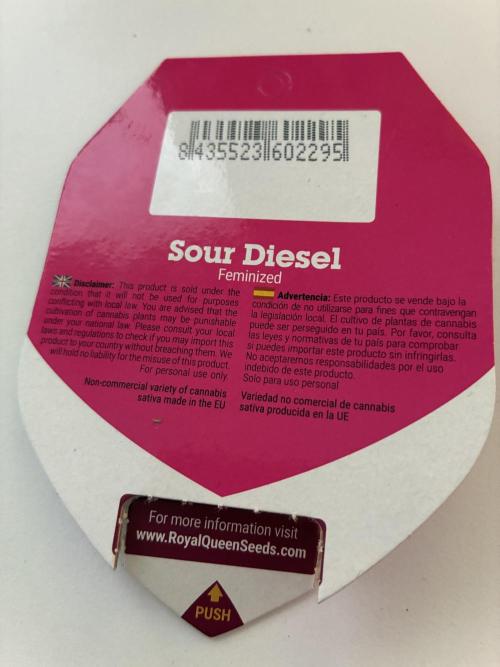 8 435523 602295
Sour Diesel
Feminized
Disclaimer: This product is sold under the
condition that it will not be used for purposes
conflicting with local law. You are advised that the
cultivation of cannabis plants may be punishable
under your national law. Please consult your local
laws and regulations to check if you may import this
product to your country without breaching them. We
will hold no liability for the misuse of this product.
For personal use only.
Non-commercial variety of cannabis
sativa made in the EU
Advertencia: Este producto se vende bajo la
condición de no utilizarse para fines que contravengan
la legislación local. El cultivo de plantas de cannabis
puede ser perseguido en tu país. Por favor, consulta
las leyes y normativas de tu país para comprobar
si puedes importar este producto sin infringirlas.
No aceptaremos responsabilidades por el uso
indebido de este producto.
Solo para uso personal
Variedad no comercial de cannabis
sativa producida en la UE
For more information visit
www.RoyalQueenSeeds.com
PUSH